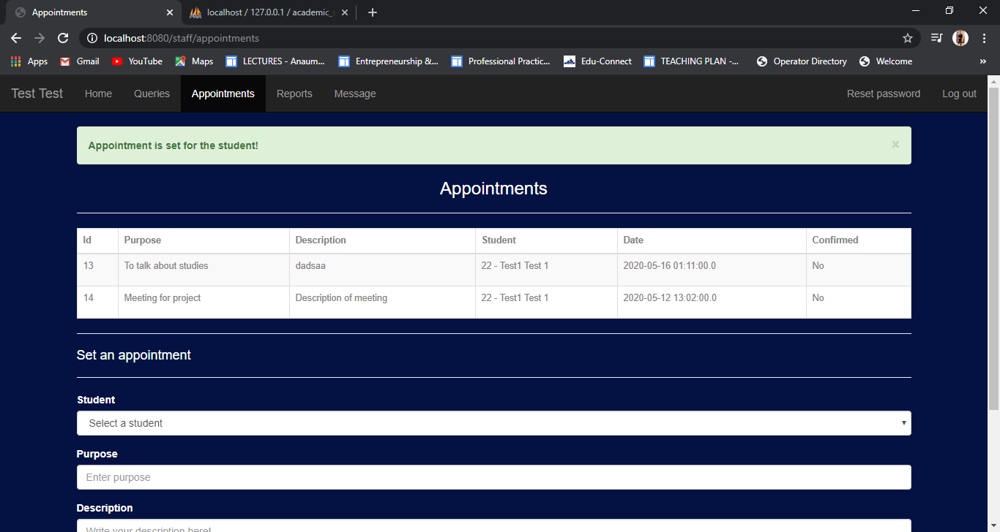 Appointments
localhost / 127.0.0.1 / academic_
localhost:8080/staff/appointments
Apps Gmail YouTube Maps LECTURES - Anaum... Entrepreneurship &... Professional Practic... Edu-Connect TEACHING PLAN -... Operator Directory Welcome »
Test Test Home Queries Appointments Reports Message Reset password Log out
Appointment is set for the student! ×
Appointments
Id Purpose Description Student Date Confirmed
13 To talk about studies dadsaa 22 - Test1 Test 1 2020-05-16 01:11:00.0 No
14 Meeting for project Description of meeting 22 - Test1 Test 1 2020-05-12 13:02:00.0 No
Set an appointment
Student
Select a student
Purpose
Enter purpose
Description
Write your description here!